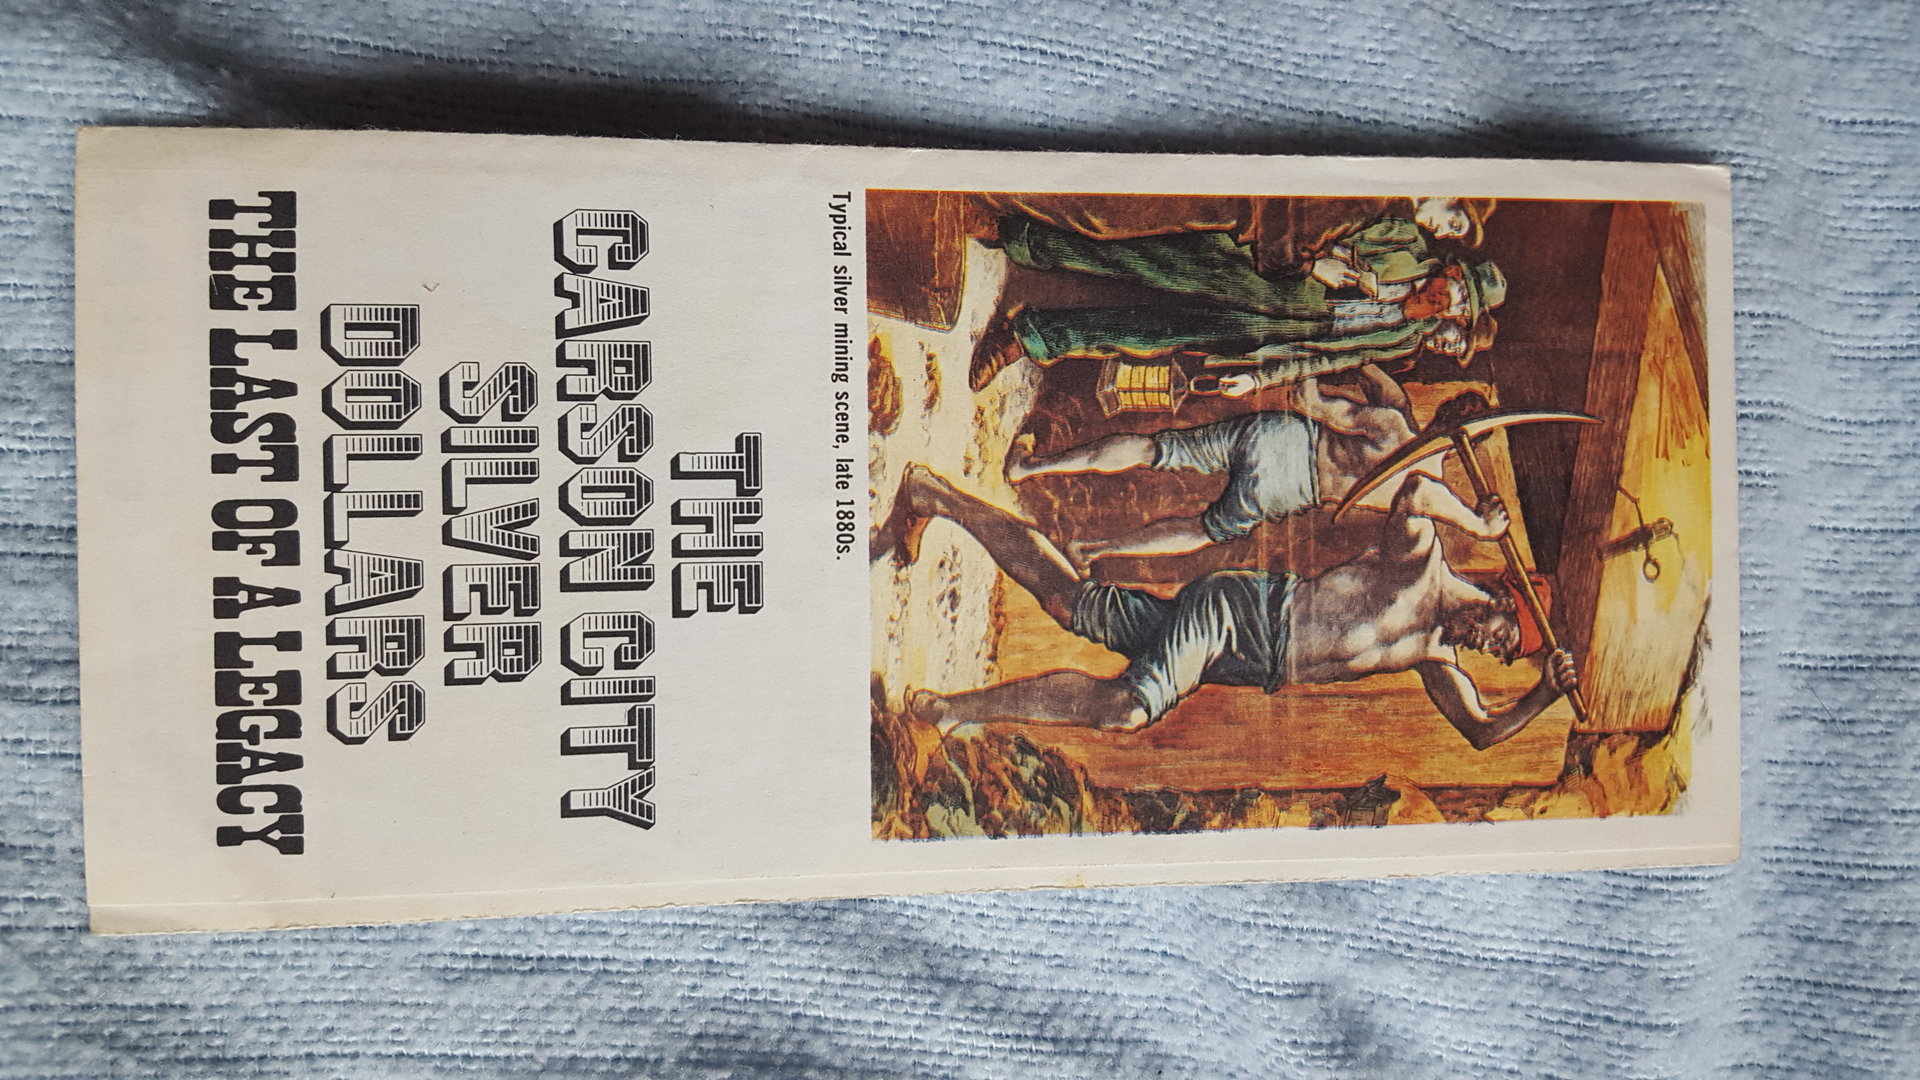 Typical silver mining scene, late 1880s.
THE
CARSON CITY
SILVER
DOLLARS
THE LAST OF A LEGACY